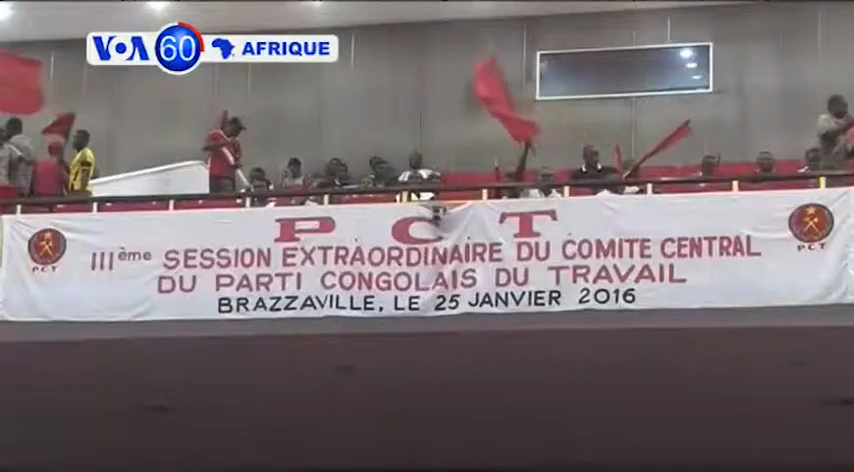 VOA 60 AFRIQUE
P C T
IIIème SESSION EXTRAORDINAIRE DU COMITE CENTRAL
DU PARTI CONGOLAIS DU TRAVAIL
BRAZZAVILLE, LE 25 JANVIER 2016
PCT
PCT